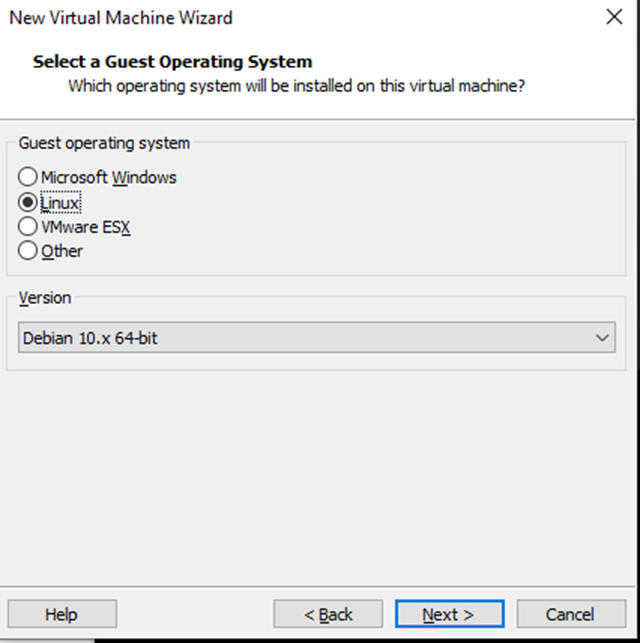 New Virtual Machine Wizard
Select a Guest Operating System
Which operating system will be installed on this virtual machine?
Guest operating system
Microsoft Windows
Linux
VMware ESX
Other
Version
Debian 10.x 64-bit
Help
< Back
Next >
Cancel